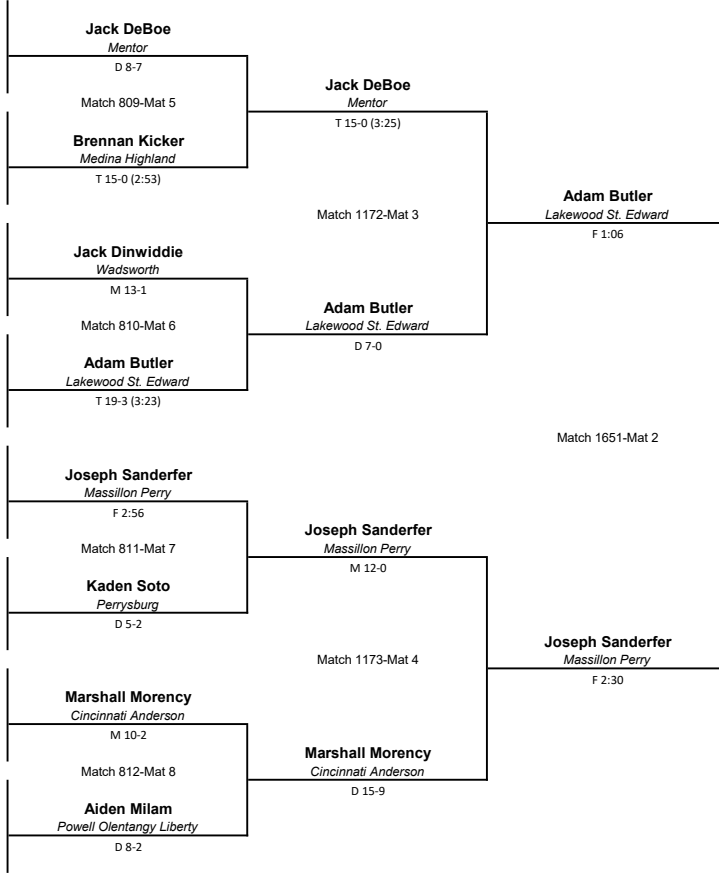 Jack DeBoe
Mentor
D 8-7
Match 809-Mat 5
Brennan Kicker
Medina Highland
T 15-0 (2:53)
Jack Dinwiddie
Wadsworth
M 13-1
Match 810-Mat 6
Adam Butler
Lakewood St. Edward
T 19-3 (3:23)
Joseph Sanderfer
Massillon Perry
F 2:56
Match 811-Mat 7
Kaden Soto
Perrysburg
D 5-2
Marshall Morency
Cincinnati Anderson
M 10-2
Match 812-Mat 8
Aiden Milam
Powell Olentangy Liberty
D 8-2
Jack DeBoe
Mentor
T 15-0 (3:25)
Match 1172-Mat 3
Adam Butler
Lakewood St. Edward
D 7-0
Joseph Sanderfer
Massillon Perry
M 12-0
Match 1173-Mat 4
Marshall Morency
Cincinnati Anderson
D 15-9
Adam Butler
Lakewood St. Edward
F 1:06
Match 1651-Mat 2
Joseph Sanderfer
Massillon Perry
F 2:30